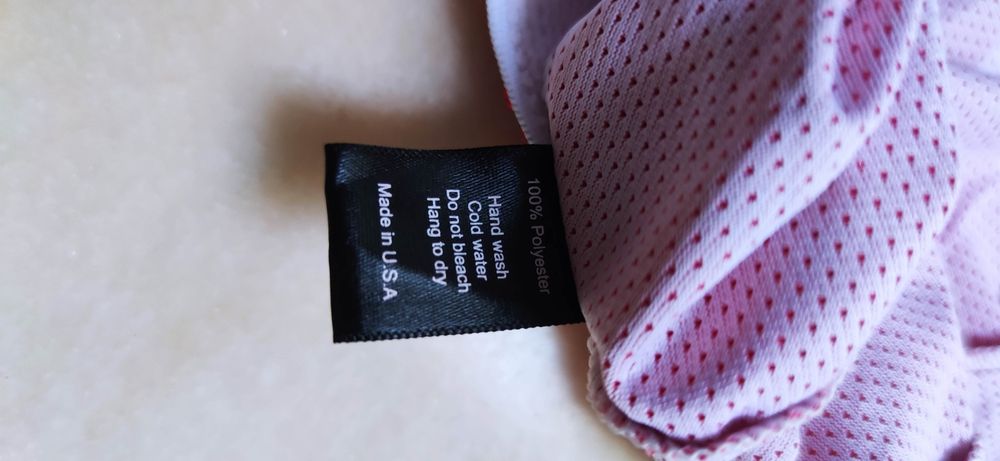 100% Polyester
Hand wash
Cold water
Do not bleach
Hang to dry
Made in U.S.A